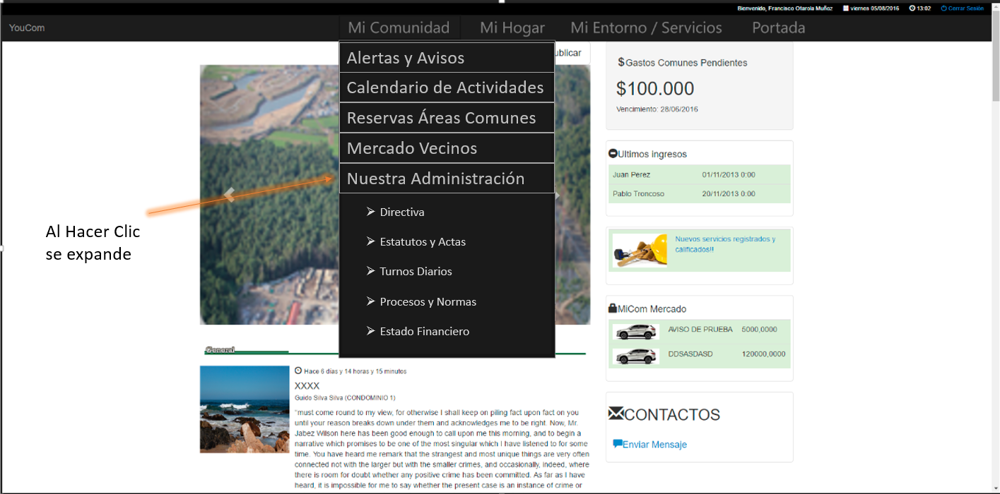 Bienvenido, Francisco Otarola Muñoz viernes 05/08/2016 13:02 Cerrar Sesión
YouCom Mi Comunidad Mi Hogar Mi Entorno / Servicios Portada
Alertas y Avisos
Calendario de Actividades
Reservas Áreas Comunes
Mercado Vecinos
Nuestra Administración
Directiva
Estatutos y Actas
Turnos Diarios
Procesos y Normas
Estado Financiero
ublicar
Al Hacer Clic
se expande
General
Hace 6 días y 14 horas y 15 minutos
XXXX
Guido Silva Silva (CONDOMINIO 1)
"must come round to my view, for otherwise I shall keep on piling fact upon fact on you
until your reason breaks down under them and acknowledges me to be right. Now, Mr.
Jabez Wilson here has been good enough to call upon me this morning, and to begin a
narrative which promises to be one of the most singular which I have listened to for some
time. You have heard me remark that the strangest and most unique things are very often
connected not with the larger but with the smaller crimes, and occasionally, indeed, where
there is room for doubt whether any positive crime has been committed. As far as I have
heard, it is impossible for me to say whether the present case is an instance of crime or
$Gastos Comunes Pendientes
$100.000
Vencimiento: 28/06/2016
Ultimos ingresos
Juan Perez 01/11/2013 0:00
Pablo Troncoso 20/11/2013 0:00
Nuevos servicios registrados y
calificados!!
MiCom Mercado
AVISO DE PRUEBA 5000,0000
DDSASDASD 120000,0000
CONTACTOS
Enviar Mensaje